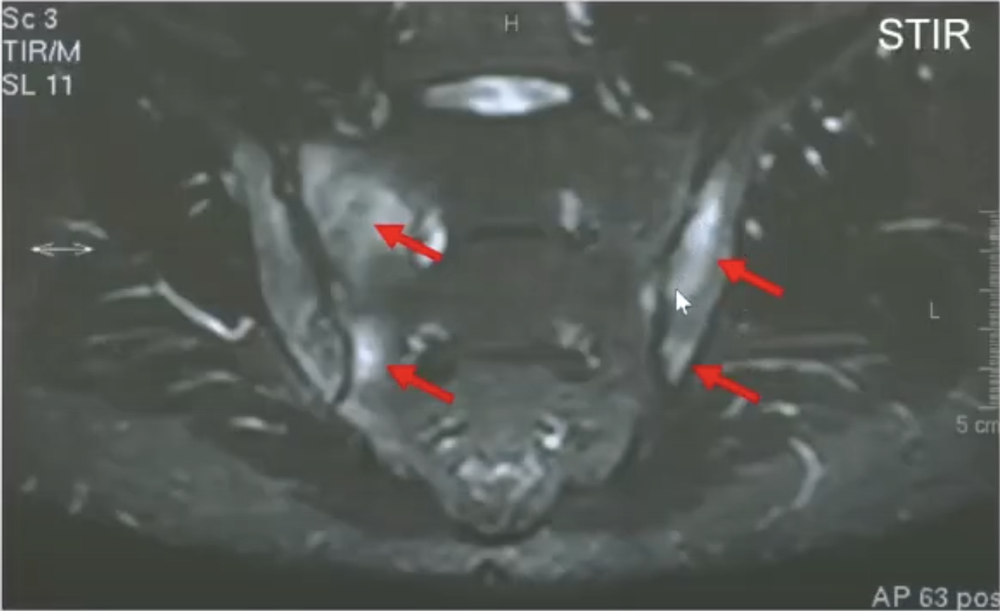 Sc 3
TIR/M
SL 11
H
STIR
L
5 cm
AP 63 pos